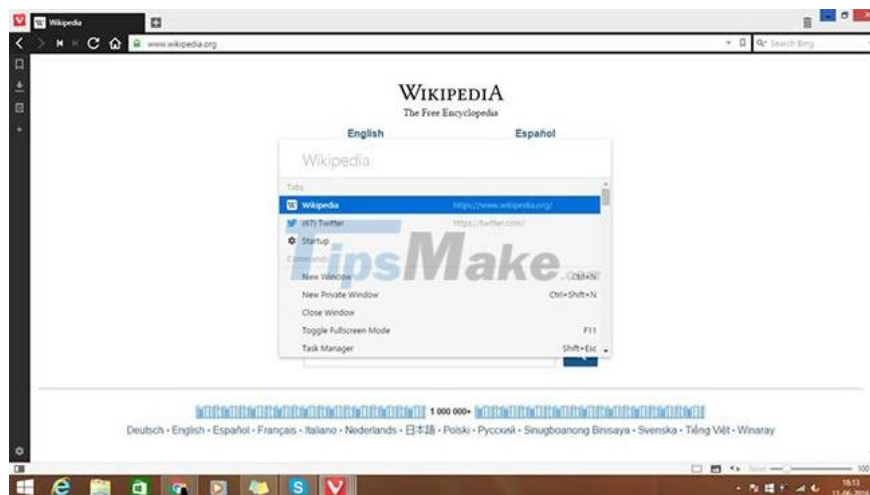 Wikipedia
www.wikipedia.org
Search Bing
WIKIPEDIA
The Free Encyclopedia
English
Español
Wikipedia
Tabs
Wikipedia https://www.wikipedia.org/
(67) Twitter https://twitter.com/
Startup
Commands
TipsMake
New Window Ctrl+N
New Private Window Ctrl+Shift+N
Close Window
Toggle Fullscreen Mode F11
Task Manager Shift+Esc
1 000 000+
Deutsch • English • Español • Français • Italiano • Nederlands • 日本語 • Polski • Русский • Sinugboanong Binisaya • Svenska • Tiếng Việt • Winaray
100
16:13